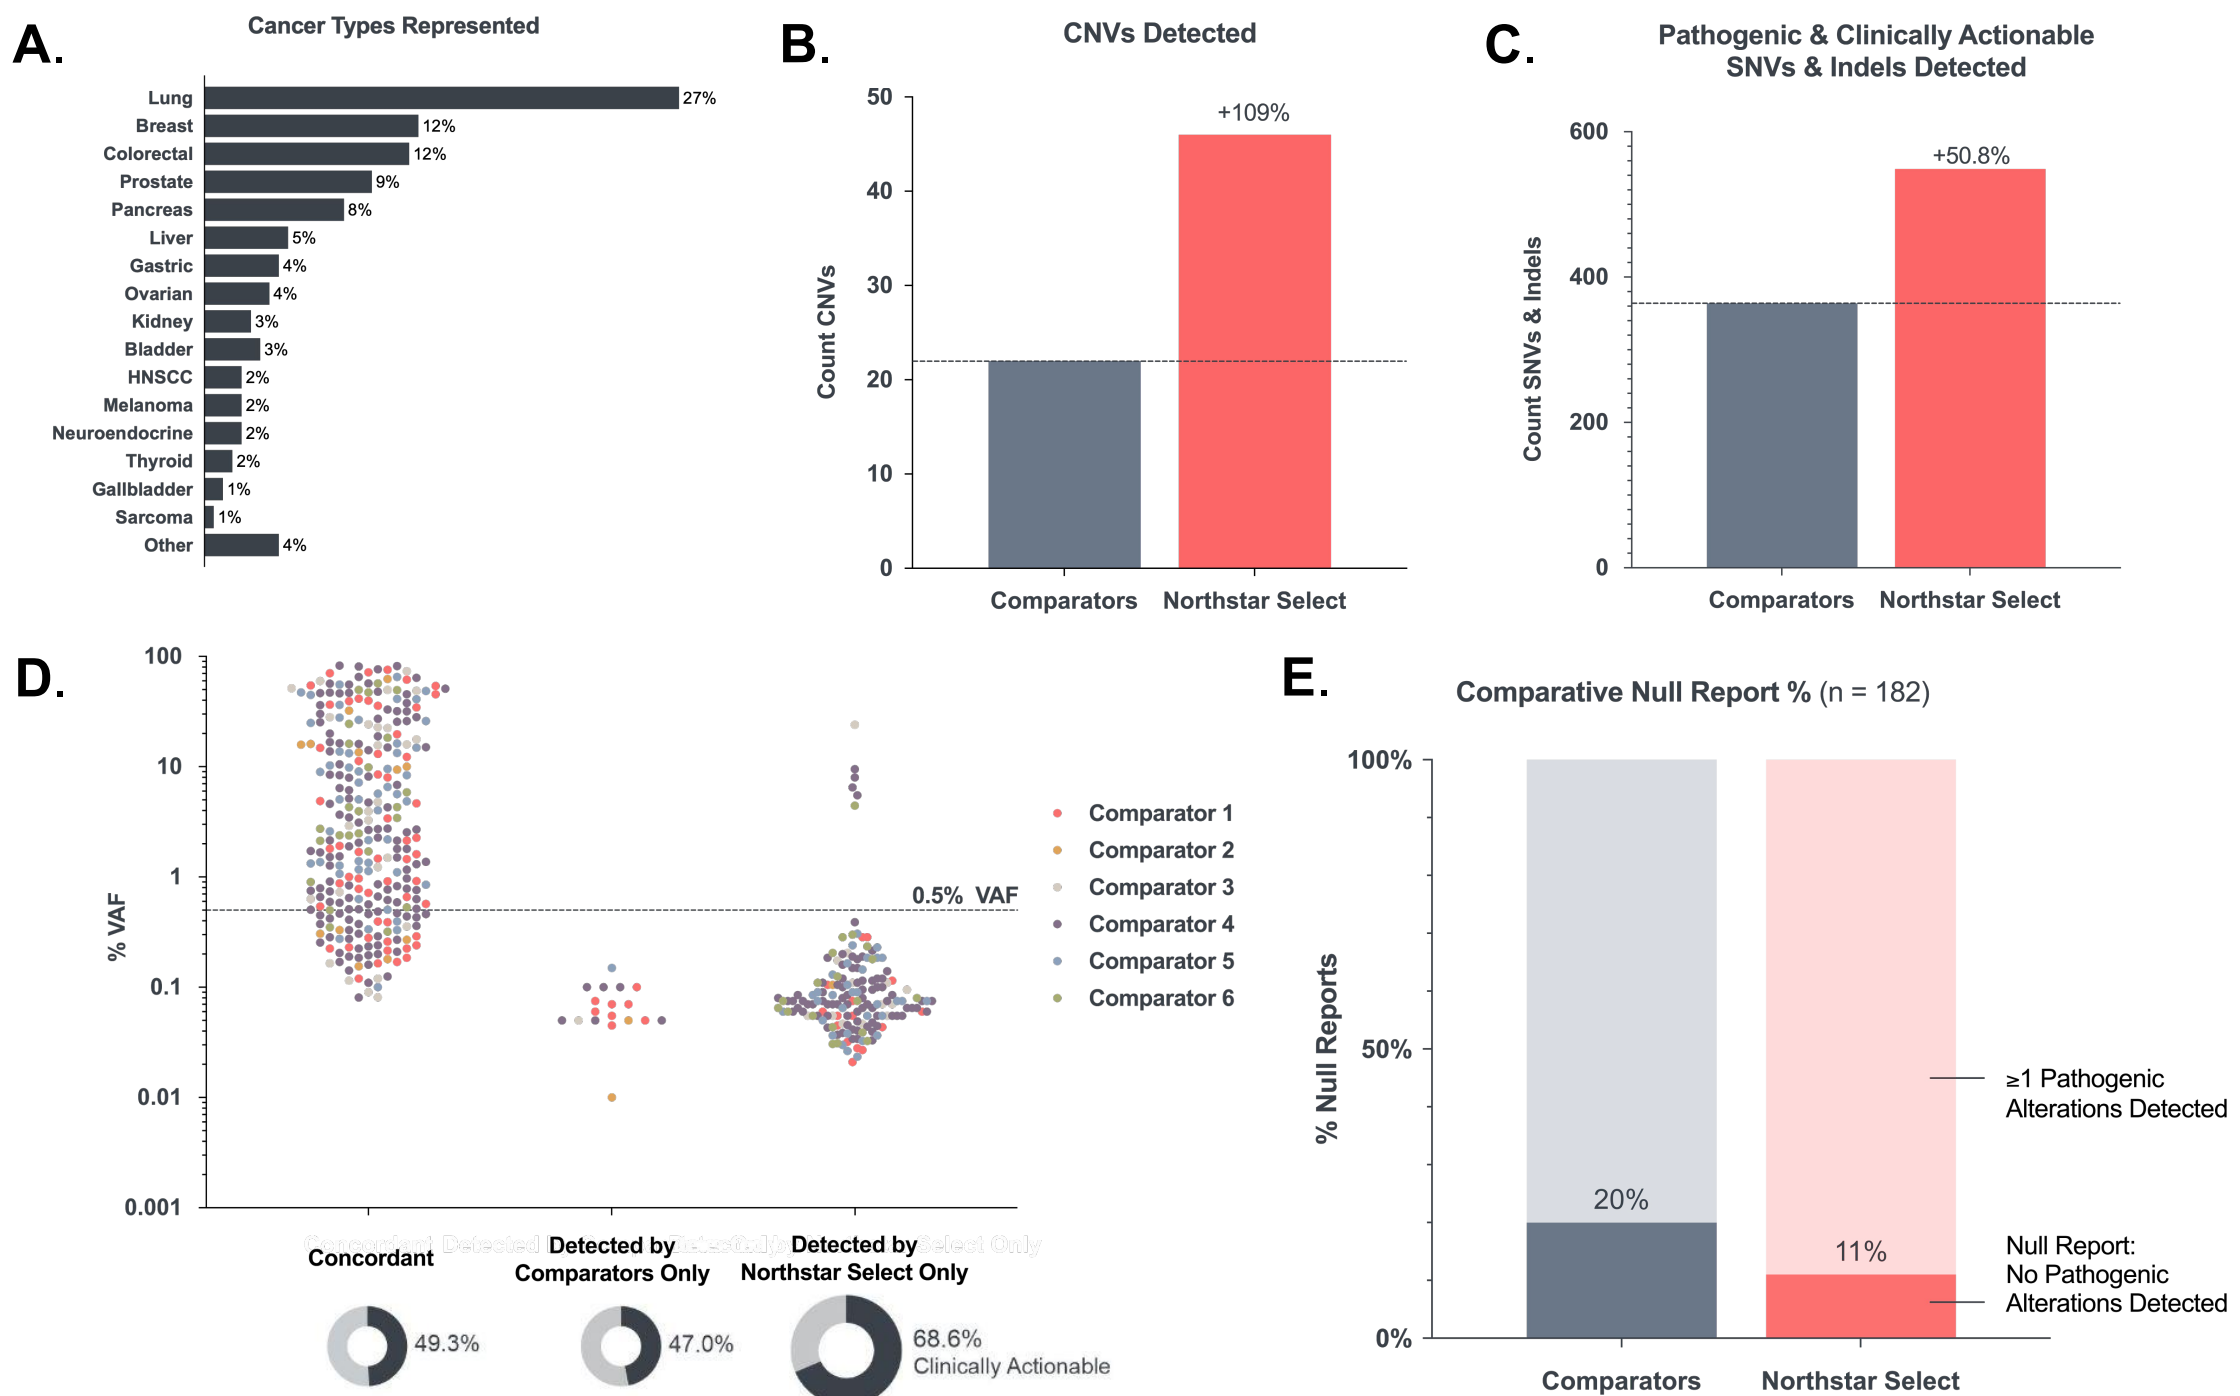 A.
Cancer Types Represented
Lung 27%
Breast 12%
Colorectal 12%
Prostate 9%
Pancreas 8%
Liver 5%
Gastric 4%
Ovarian 4%
Kidney 3%
Bladder 3%
HNSCC 2%
Melanoma 2%
Neuroendocrine 2%
Thyroid 2%
Gallbladder 1%
Sarcoma 1%
Other 4%
B.
CNVs Detected
Count CNVs
50
40
30
20
10
0
+109%
Comparators Northstar Select
C.
Pathogenic & Clinically Actionable
SNVs & Indels Detected
Count SNVs & Indels
600
400
200
0
+50.8%
Comparators Northstar Select
D.
% VAF
100
10
1
0.1
0.01
0.001
0.5% VAF
Comparator 1
Comparator 2
Comparator 3
Comparator 4
Comparator 5
Comparator 6
Concordant
Detected by
Comparators Only
Detected by
Northstar Select Only
49.3%
47.0%
68.6%
Clinically Actionable
E.
Comparative Null Report % (n = 182)
% Null Reports
100%
50%
0%
20%
11%
≥1 Pathogenic
Alterations Detected
Null Report:
No Pathogenic
Alterations Detected
Comparators Northstar Select